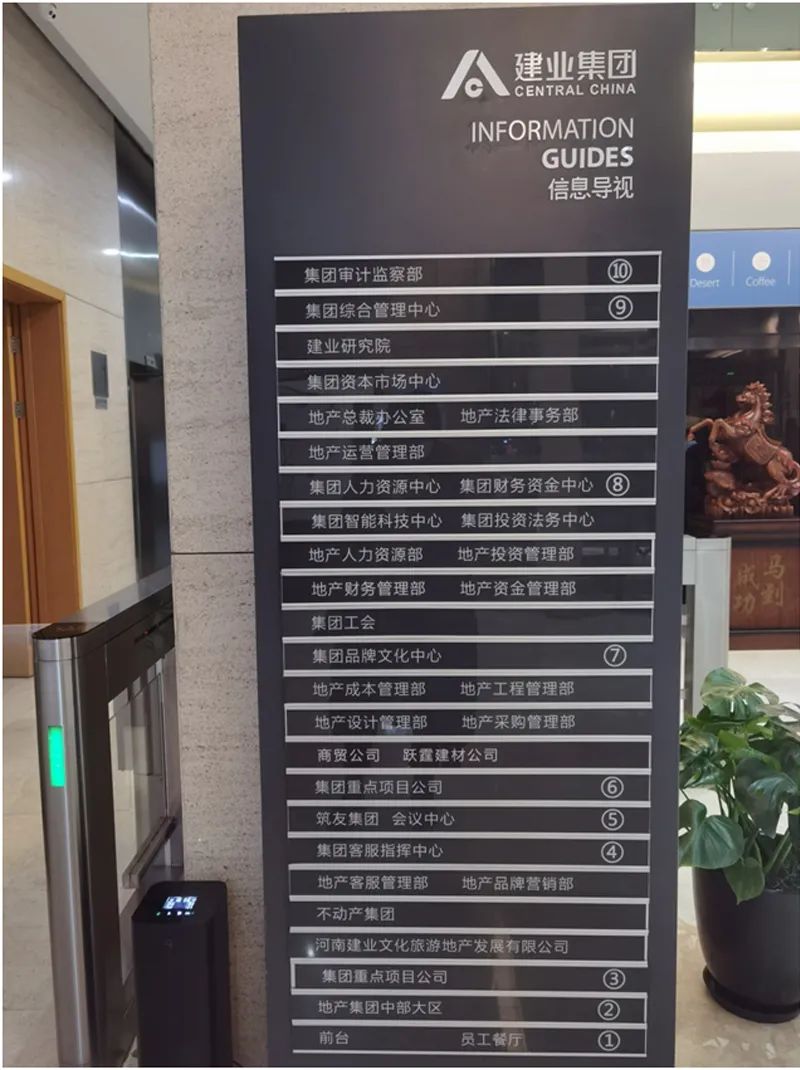 建业集团
CENTRAL CHINA
INFORMATION
GUIDES
信息导视
集团审计监察部 ⑩
集团综合管理中心 ⑨
建业研究院
集团资本市场中心
地产总裁办公室 地产法律事务部
地产运营管理部
集团人力资源中心 集团财务资金中心 ⑧
集团智能科技中心 集团投资法务中心
地产人力资源部 地产投资管理部
地产财务管理部 地产资金管理部
集团工会
集团品牌文化中心 ⑦
地产成本管理部 地产工程管理部
地产设计管理部 地产采购管理部
商贸公司 跃霆建材公司
集团重点项目公司 ⑥
筑友集团 会议中心 ⑤
集团客服指挥中心 ④
地产客服管理部 地产品牌营销部
不动产集团
河南建业文化旅游地产发展有限公司
集团重点项目公司 ③
地产集团中部大区 ②
前台 员工餐厅 ①
Desert Coffee
马到
成功